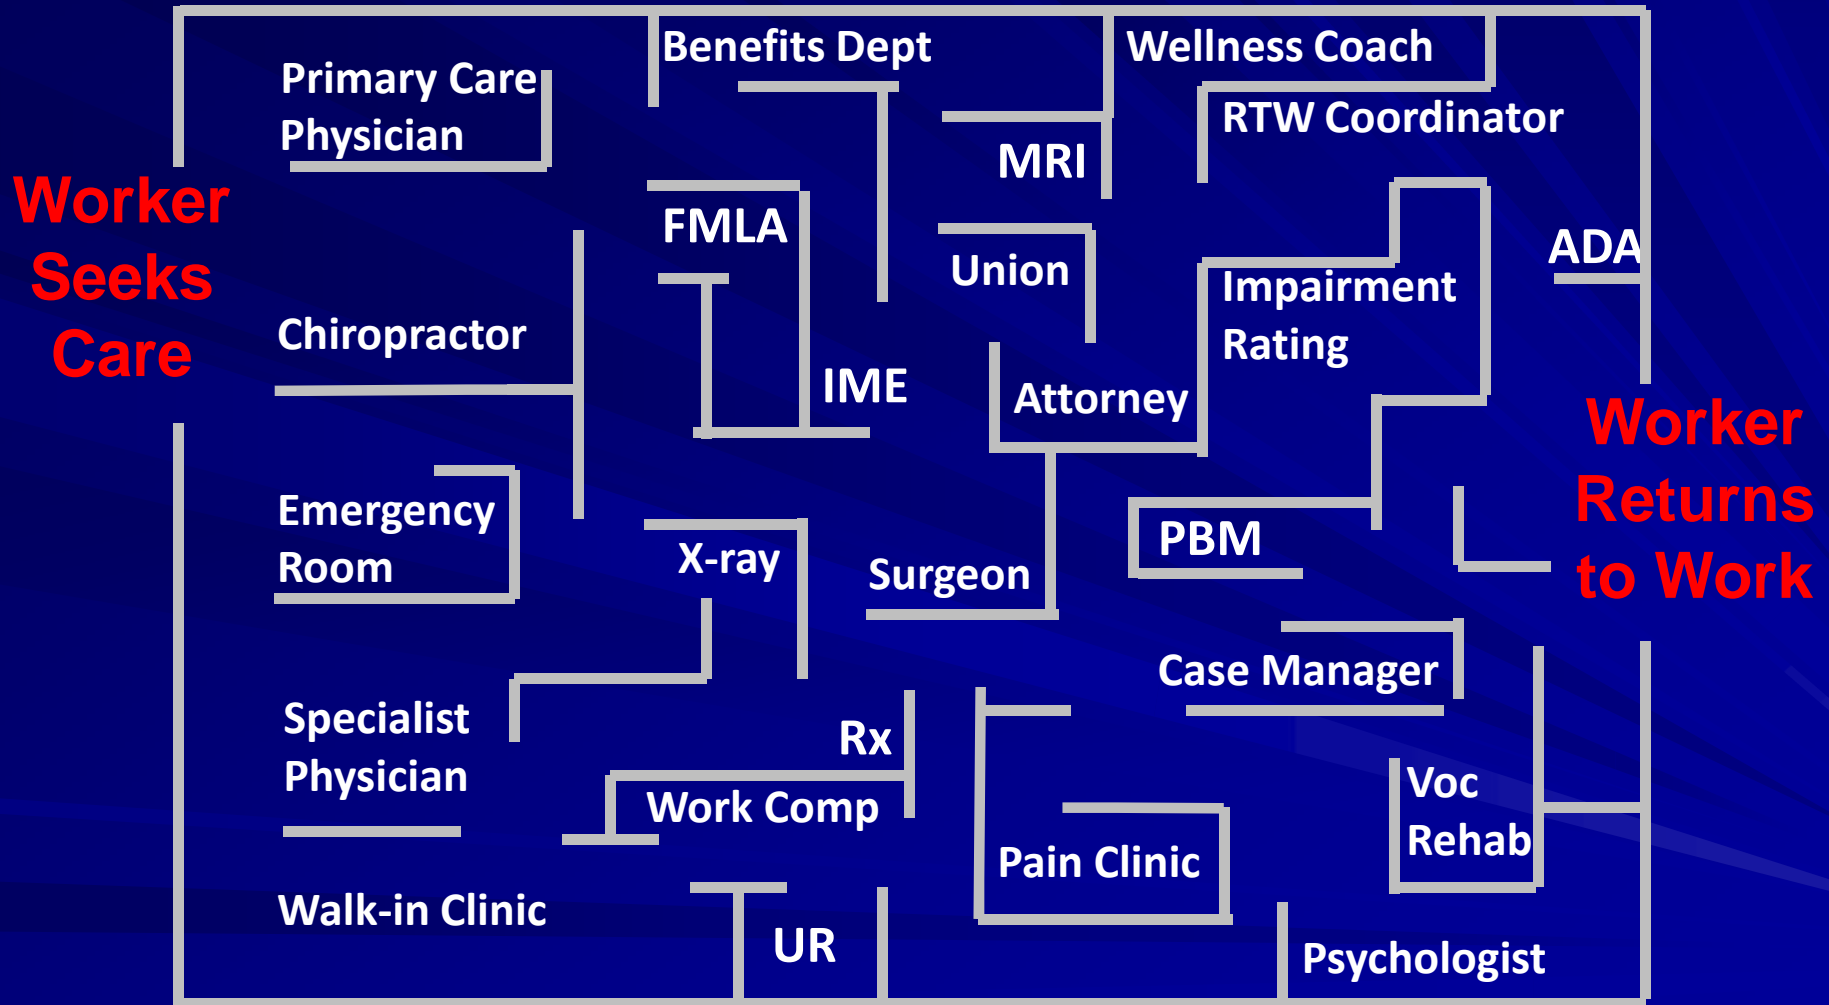 Benefits Dept
Wellness Coach
Primary Care
Physician
RTW Coordinator
MRI
Worker
Seeks
Care
FMLA
Union
ADA
Impairment
Rating
Chiropractor
IME
Attorney
Worker
Returns
to Work
Emergency
Room
X-ray
Surgeon
PBM
Case Manager
Specialist
Physician
Rx
Work Comp
Voc
Rehab
Pain Clinic
Walk-in Clinic
UR
Psychologist